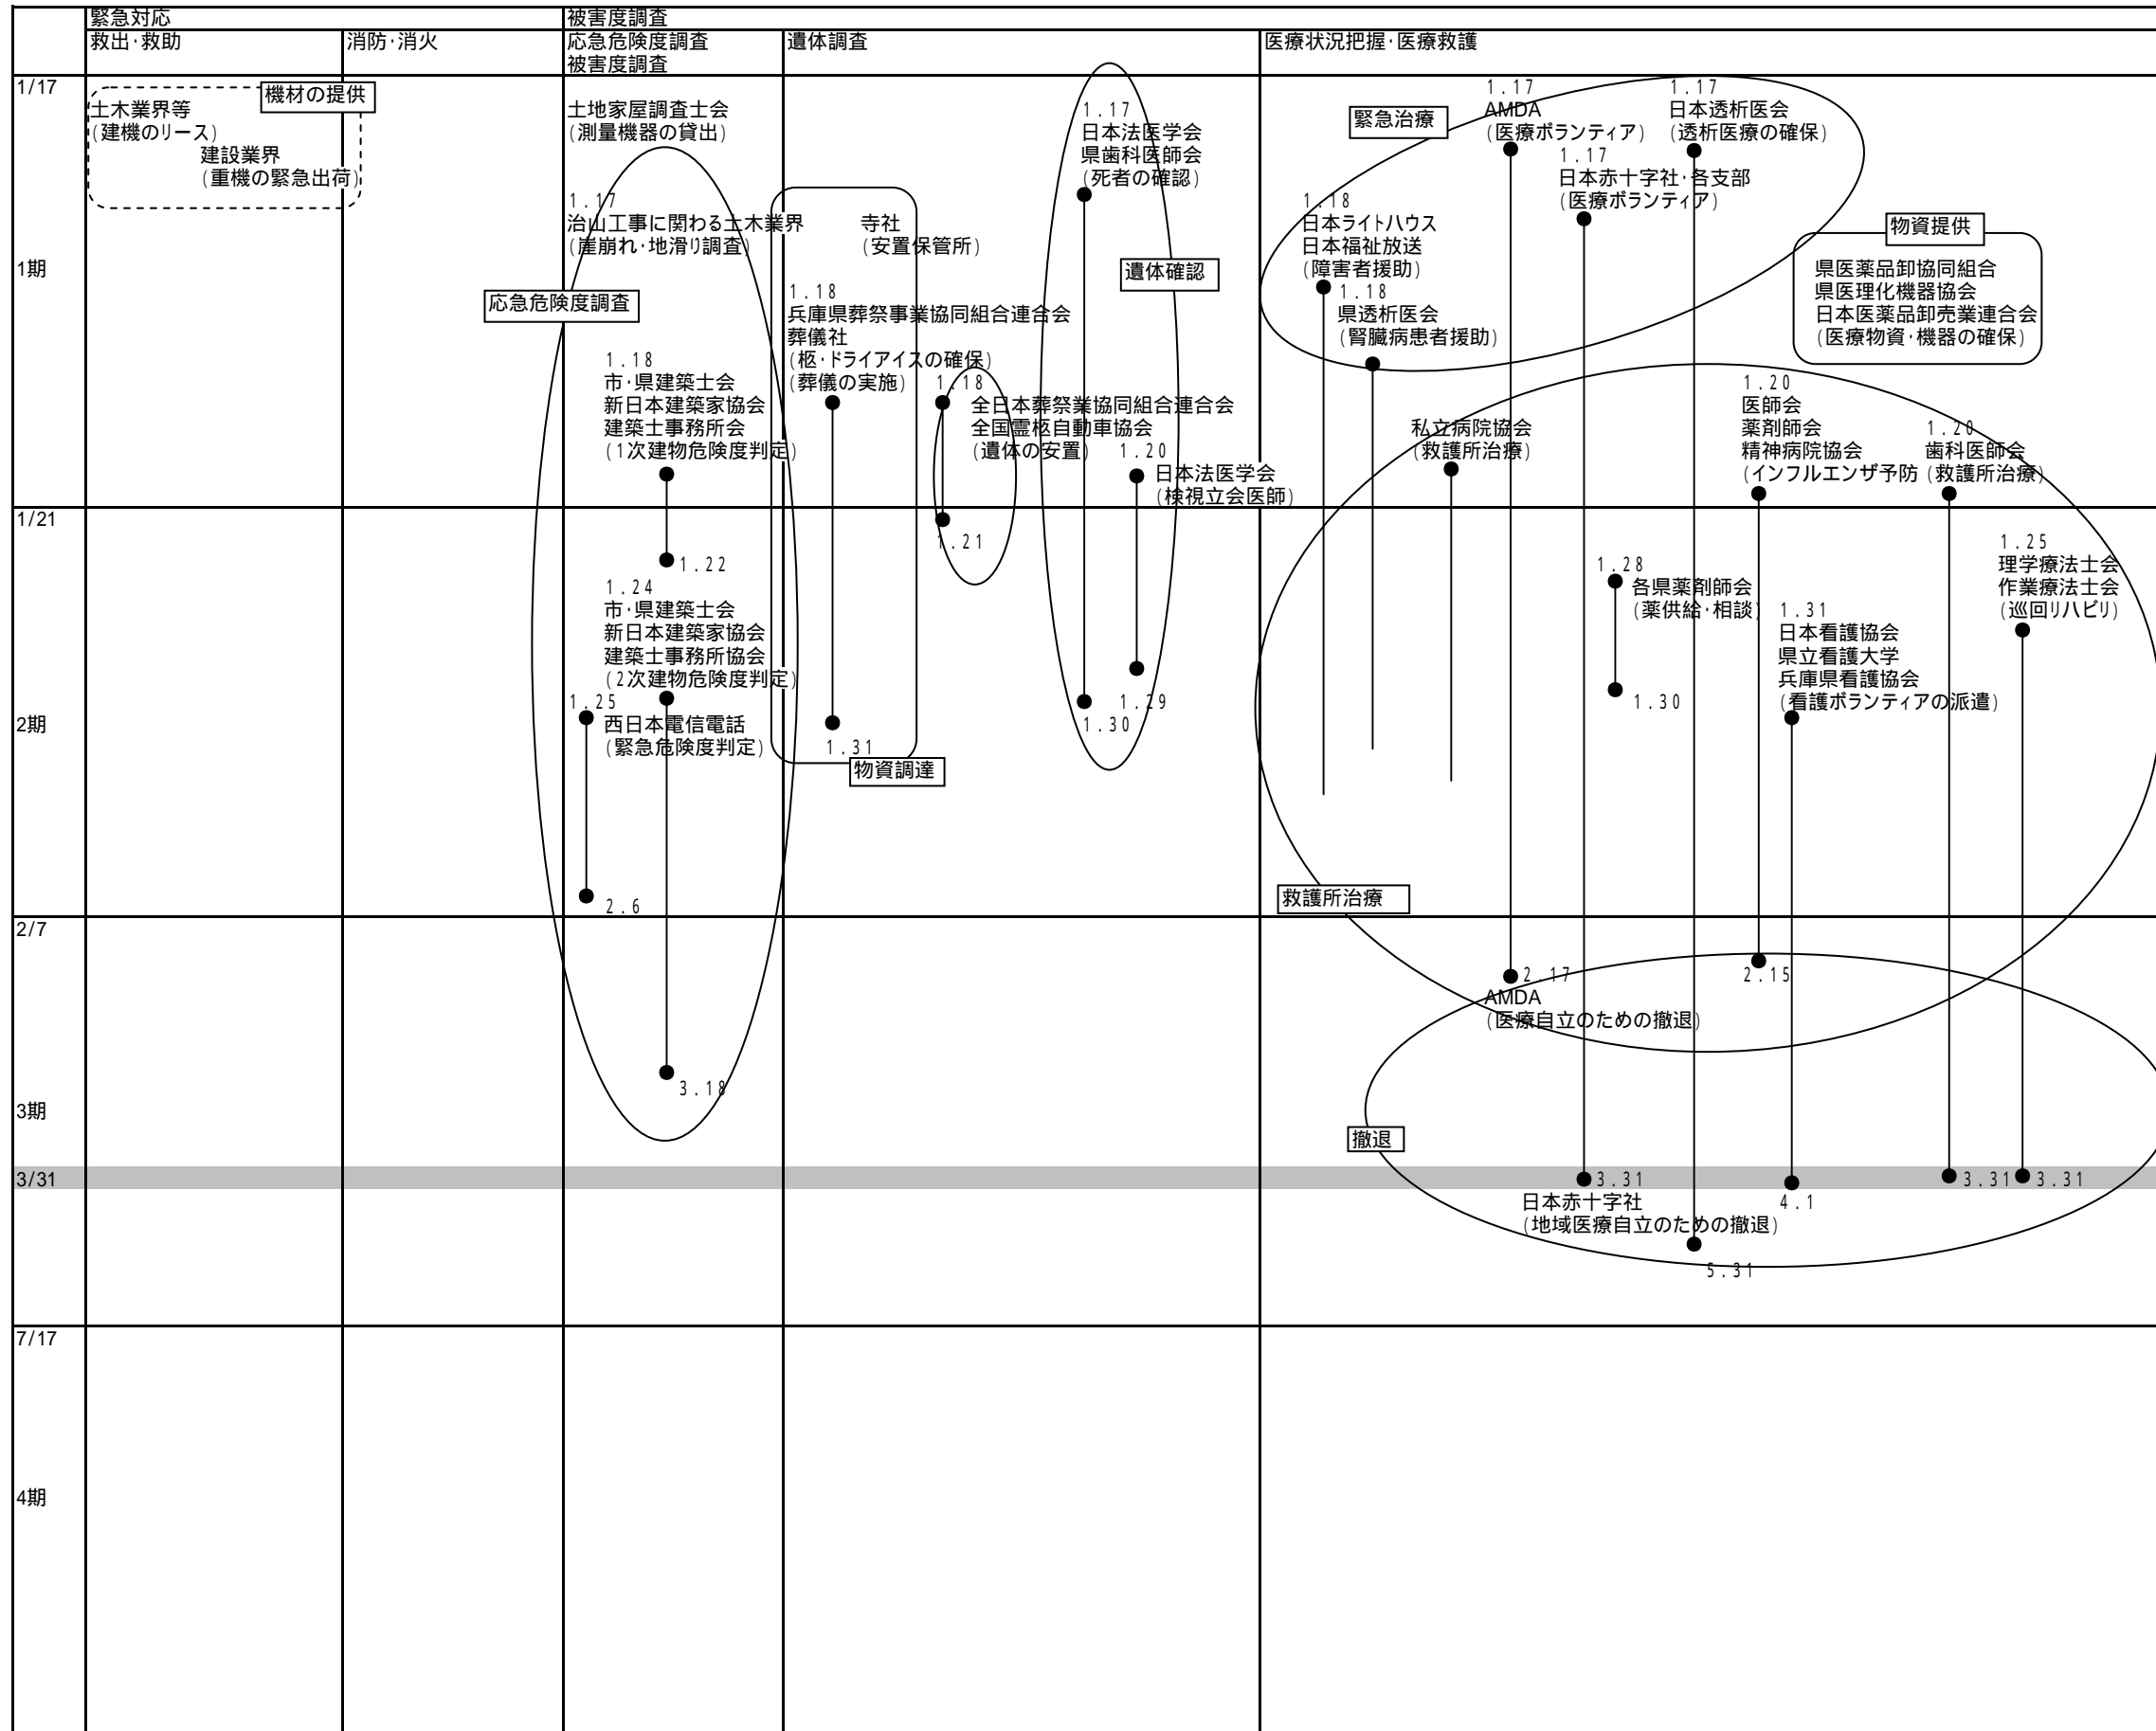 緊急対応
被害度調査
救出·救助
消防·消火
応急危険度調査
被害度調査
遺体調査
医療状況把握·医療救護
1/17
1期
1/21
2期
2/7
3期
3/31
7/17
4期
機材の提供
土木業界等
(建機のリース)
建設業界
(重機の緊急出荷)
土地家屋調査士会
(測量機器の貸出)
1.17
治山工事に関わる土木業界
(崖崩れ·地滑り調査)
応急危険度調査
1.18
市·県建築士会
新日本建築家協会
建築士事務所会
(1次建物危険度判定)
1.22
1.24
市·県建築士会
新日本建築家協会
建築士事務所協会
(2次建物危険度判定)
1.25
西日本電信電話
(緊急危険度判定)
2.6
3.18
寺社
(安置保管所)
1.18
兵庫県葬祭事業協同組合連合会
葬儀社
(柩·ドライアイスの確保)
(葬儀の実施)
1.31
物資調達
1.18
全日本葬祭業協同組合連合会
全国霊柩自動車協会
(遺体の安置)
1.21
1.17
日本法医学会
県歯科医師会
(死者の確認)
遺体確認
1.20
日本法医学会
(検視立会医師)
1.29
1.30
緊急治療
1.17
AMDA
(医療ボランティア)
1.17
日本透析医会
(透析医療の確保)
1.17
日本赤十字社·各支部
(医療ボランティア)
1.18
日本ライトハウス
日本福祉放送
(障害者援助)
1.18
県透析医会
(腎臓病患者援助)
物資提供
県医薬品卸協同組合
県医理化機器協会
日本医薬品卸売業連合会
(医療物資·機器の確保)
私立病院協会
(救護所治療)
1.20
医師会
薬剤師会
精神病院協会
(インフルエンザ予防
1.20
歯科医師会
(救護所治療)
1.28
各県薬剤師会
(薬供給·相談)
1.30
1.31
日本看護協会
県立看護大学
兵庫県看護協会
(看護ボランティアの派遣)
1.25
理学療法士会
作業療法士会
(巡回リハビリ)
救護所治療
2.17
AMDA
(医療自立のための撤退)
2.15
撤退
3.31
日本赤十字社
(地域医療自立のための撤退)
4.1
3.31
3.31
5.31